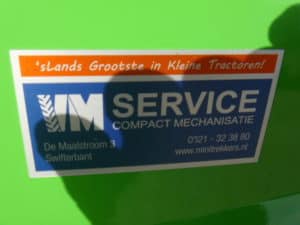 'sLands Grootste in Kleine Tractoren!
IM SERVICE
COMPACT MECHANISATIE
De Maalstroom 3
Swifterbant
0321 - 32 38 80
www.minitrekkers.nl